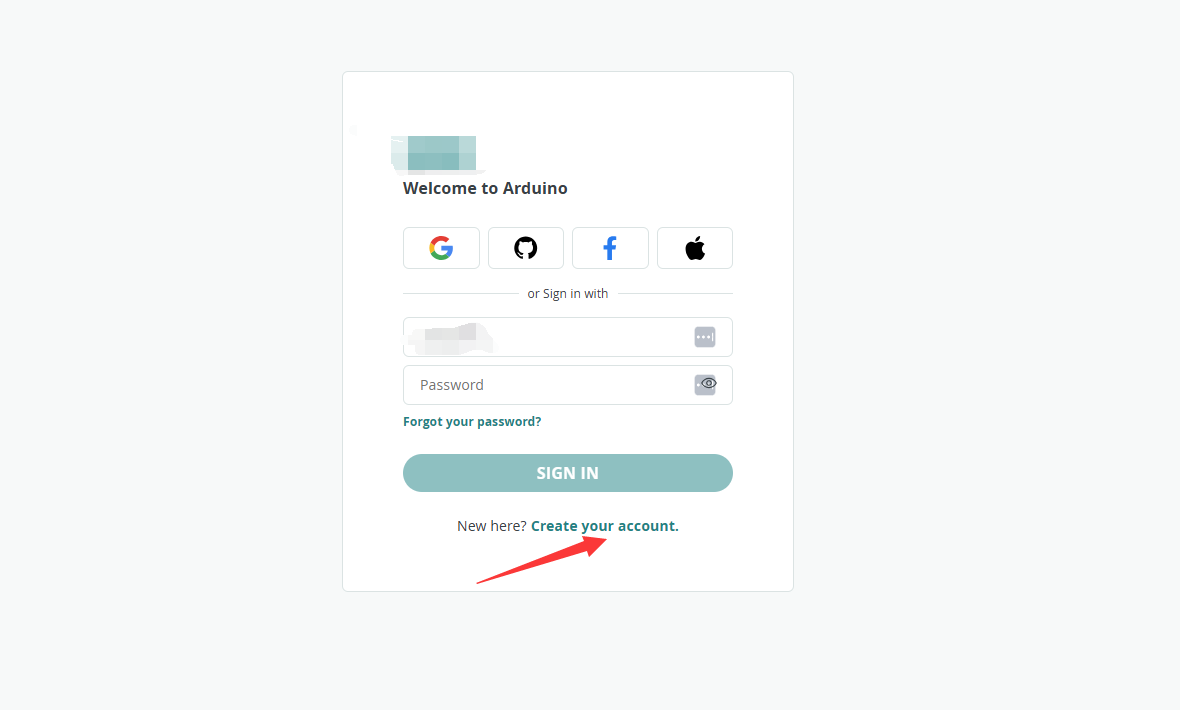 Welcome to Arduino
or Sign in with
Password
Forgot your password?
SIGN IN
New here? Create your account.